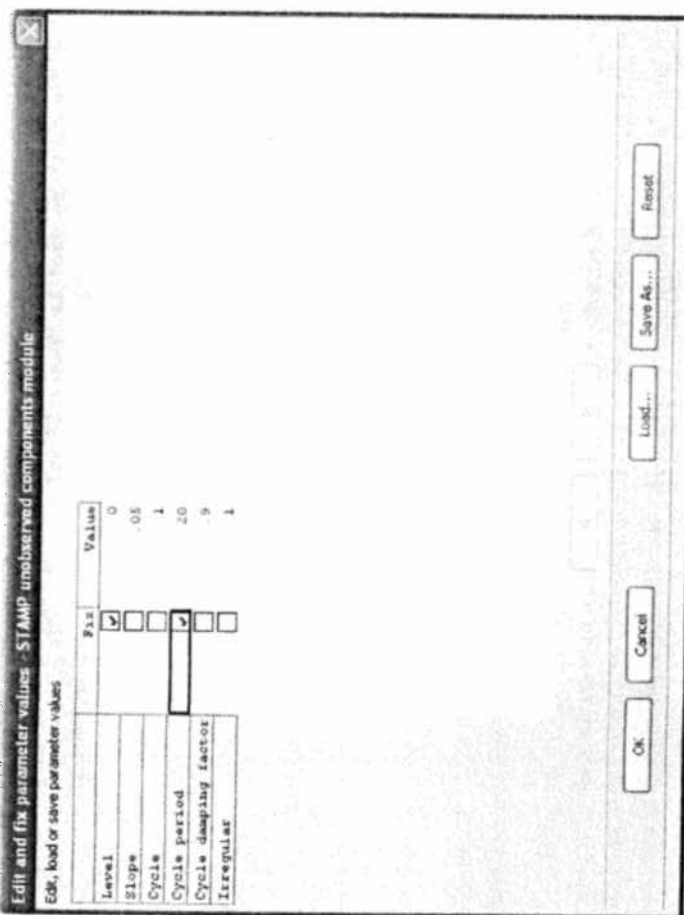 Edit and fix parameter values - STAMP unobserved components module
Edit, load or save parameter values
Fix Value
Level 0
Slope .05
Cycle 1
Cycle period 20
Cycle damping factor .9
Irregular 1
OK Cancel Load... Save As... Reset